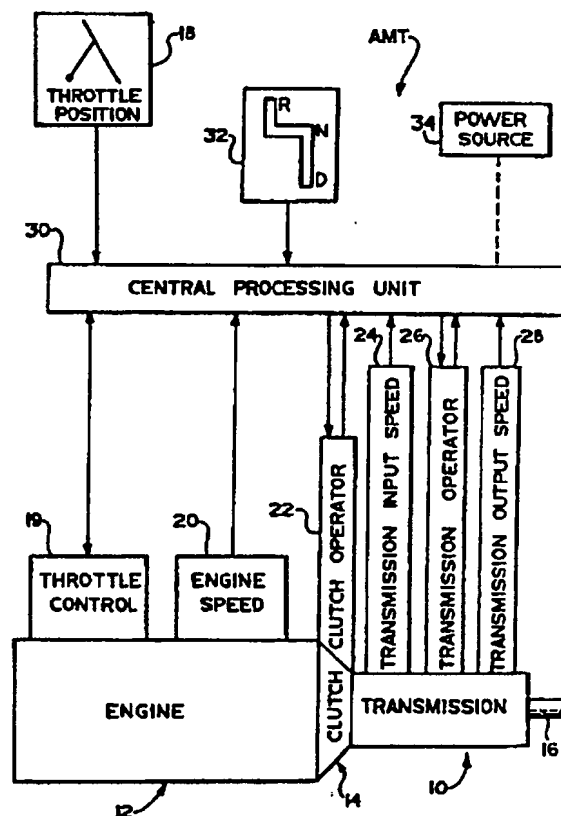 18
THROTTLE
POSITION
AMT
32
R
N
D
34
POWER
SOURCE
30
CENTRAL PROCESSING UNIT
24
26
28
22
CLUTCH OPERATOR
TRANSMISSION INPUT SPEED
TRANSMISSION OPERATOR
TRANSMISSION OUTPUT SPEED
19
THROTTLE
CONTROL
20
ENGINE
SPEED
ENGINE
CLUTCH
TRANSMISSION
16
12
14
10